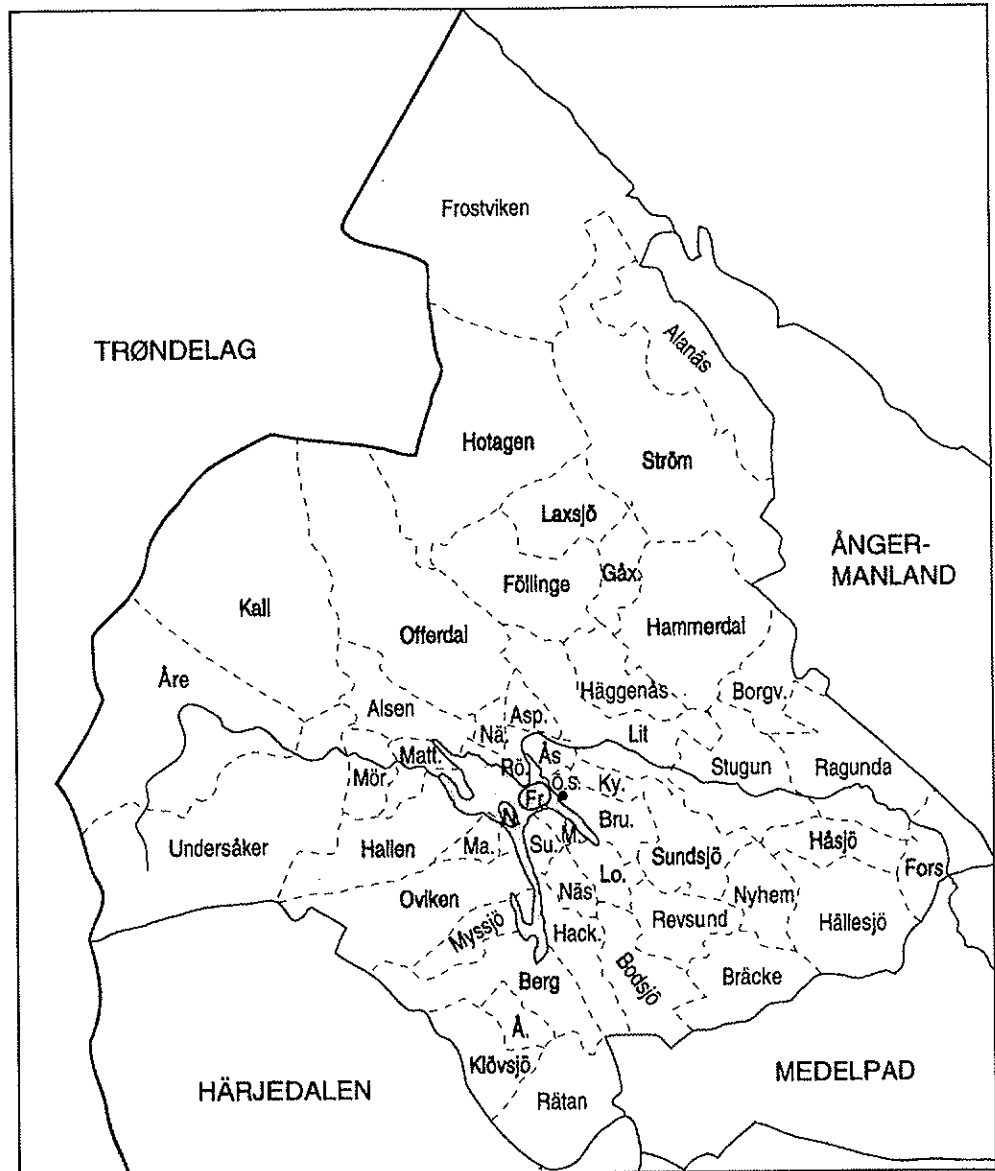 Frostviken
TRØNDELAG
Alanäs
Hotagen
Ström
Laxsjö
ÅNGER-
MANLAND
Föllinge
Gåx.
Kall
Offerdal
Hammerdal
Åre
Häggenås
Borgv.
Alsen
Asp.
Nä.
Lit
Matt.
Ås
Rö.
Stugun
Ragunda
Mör.
Ö.s.
Ky.
Fr.
N.
Bru.
M.
Undersåker
Hallen
Ma.
Su.
Sundsjö
Håsjö
Lo.
Fors
Oviken
Näs
Nyhem
Revsund
Hällesjö
Myssjö
Hack.
Bodsjö
Bräcke
Berg
Å.
Klövsjö
HÄRJEDALEN
MEDELPAD
Rätan